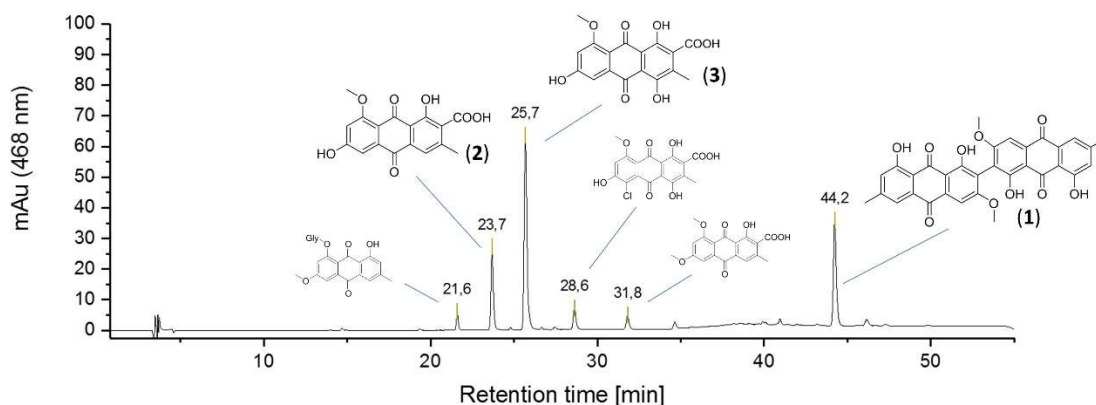 mAu (468 nm)
100
90
80
70
60
50
40
30
20
10
0
10
20
30
40
50
Retention time [min]
GlyO O OH
O O
21,6
O O OH
COOH
HO
O
(2)
23,7
O O OH
COOH
HO
O OH
(3)
25,7
O O OH
COOH
HO
Cl O OH
28,6
O O OH
COOH
O
O
31,8
O O
OH O OH
O
O
O
OH O OH
O
(1)
44,2